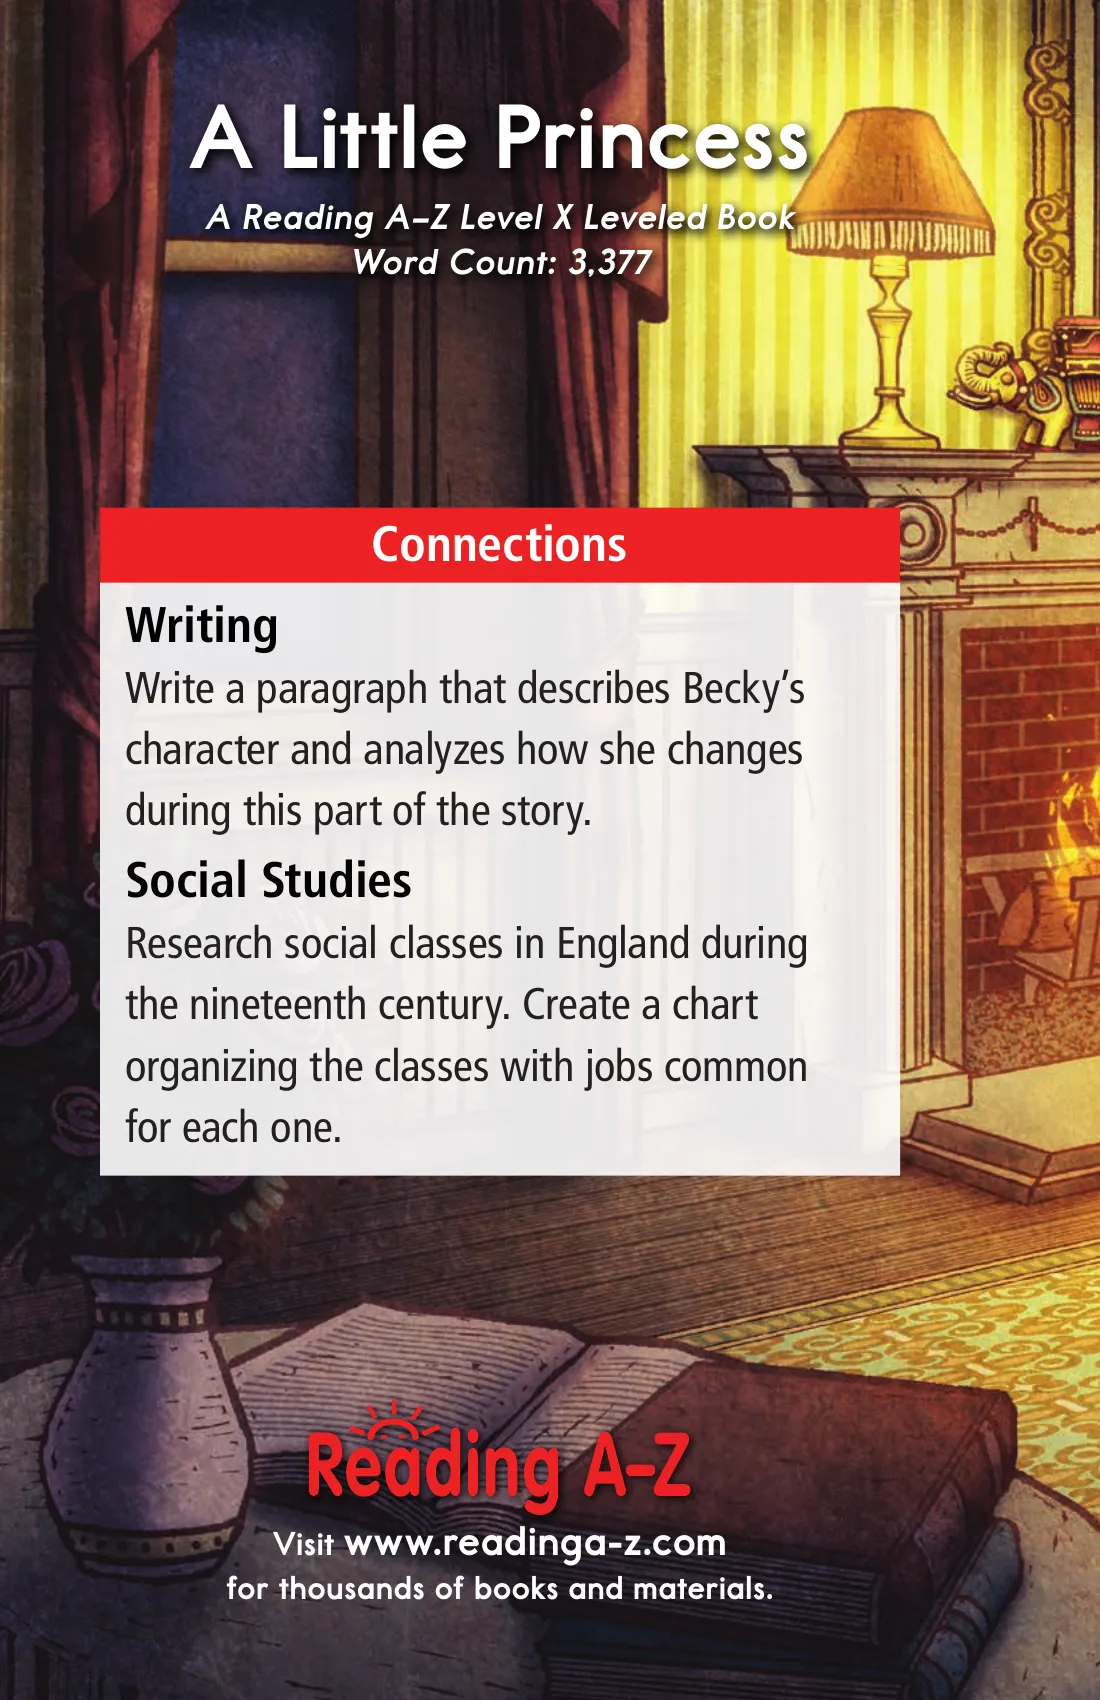 A Little Princess
A Reading A–Z Level X Leveled Book
Word Count: 3,377
Connections
Writing
Write a paragraph that describes Becky’s
character and analyzes how she changes
during this part of the story.
Social Studies
Research social classes in England during
the nineteenth century. Create a chart
organizing the classes with jobs common
for each one.
Reading A–Z
Visit www.readinga-z.com
for thousands of books and materials.